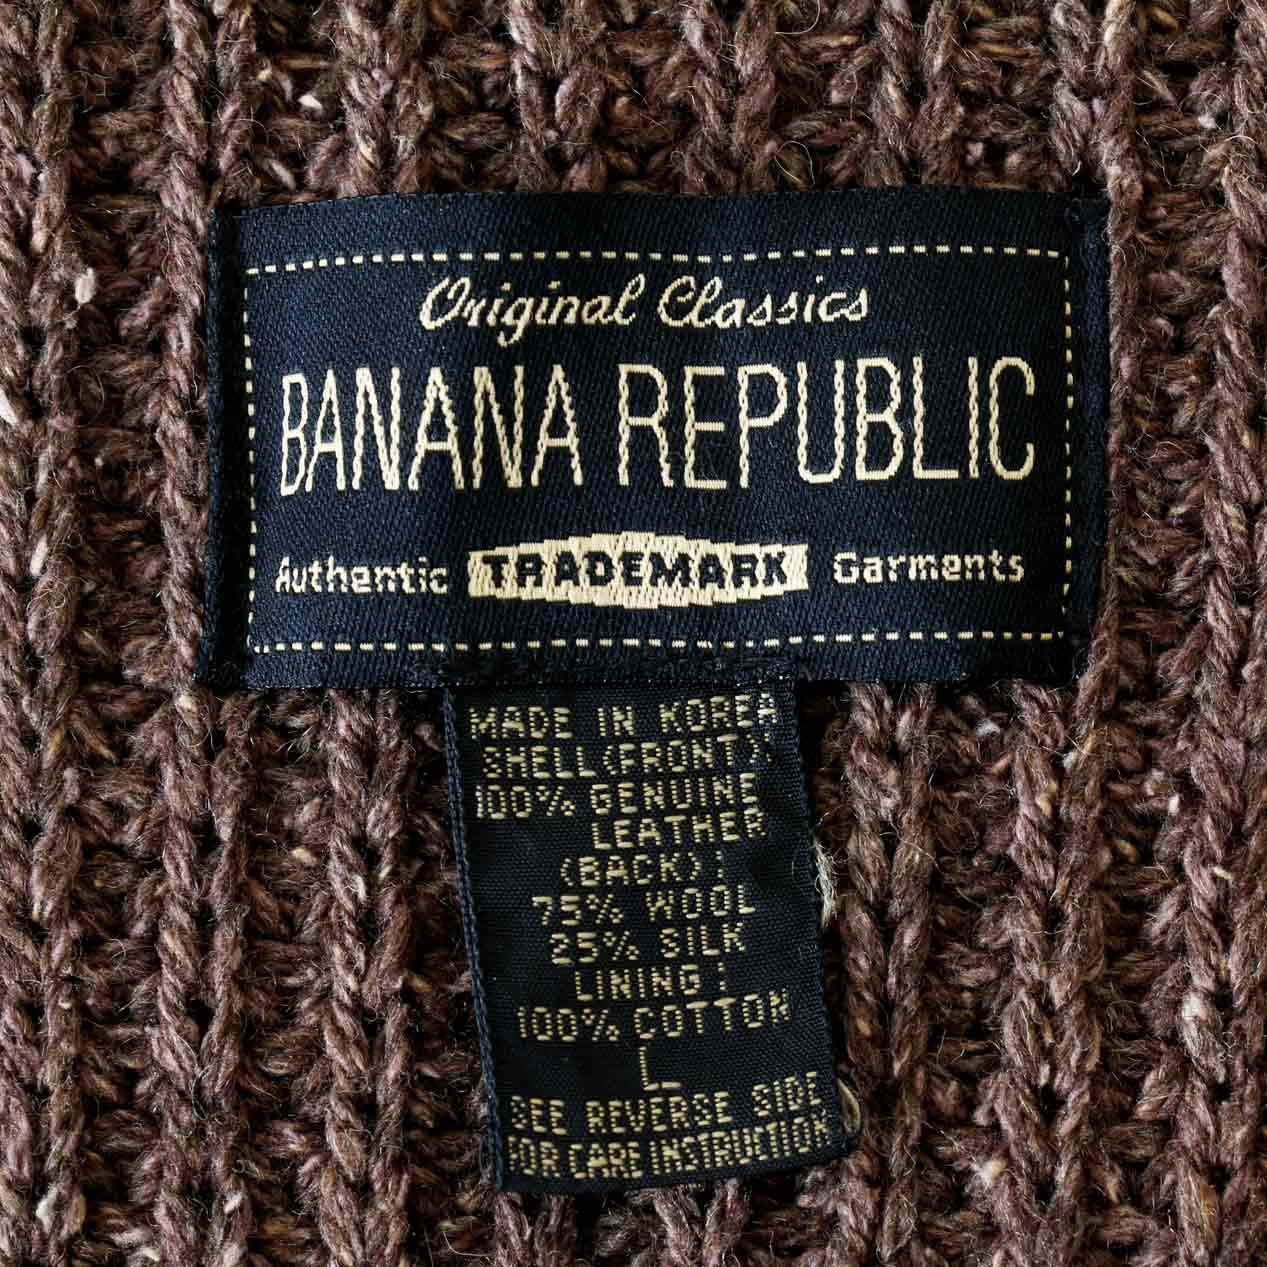 Original Classics
BANANA REPUBLIC
Authentic TRADEMARK Garments
MADE IN KOREA
SHELL(FRONT):
100% GENUINE
LEATHER
(BACK):
75% WOOL
25% SILK
LINING:
100% COTTON
L
SEE REVERSE SIDE
FOR CARE INSTRUCTION